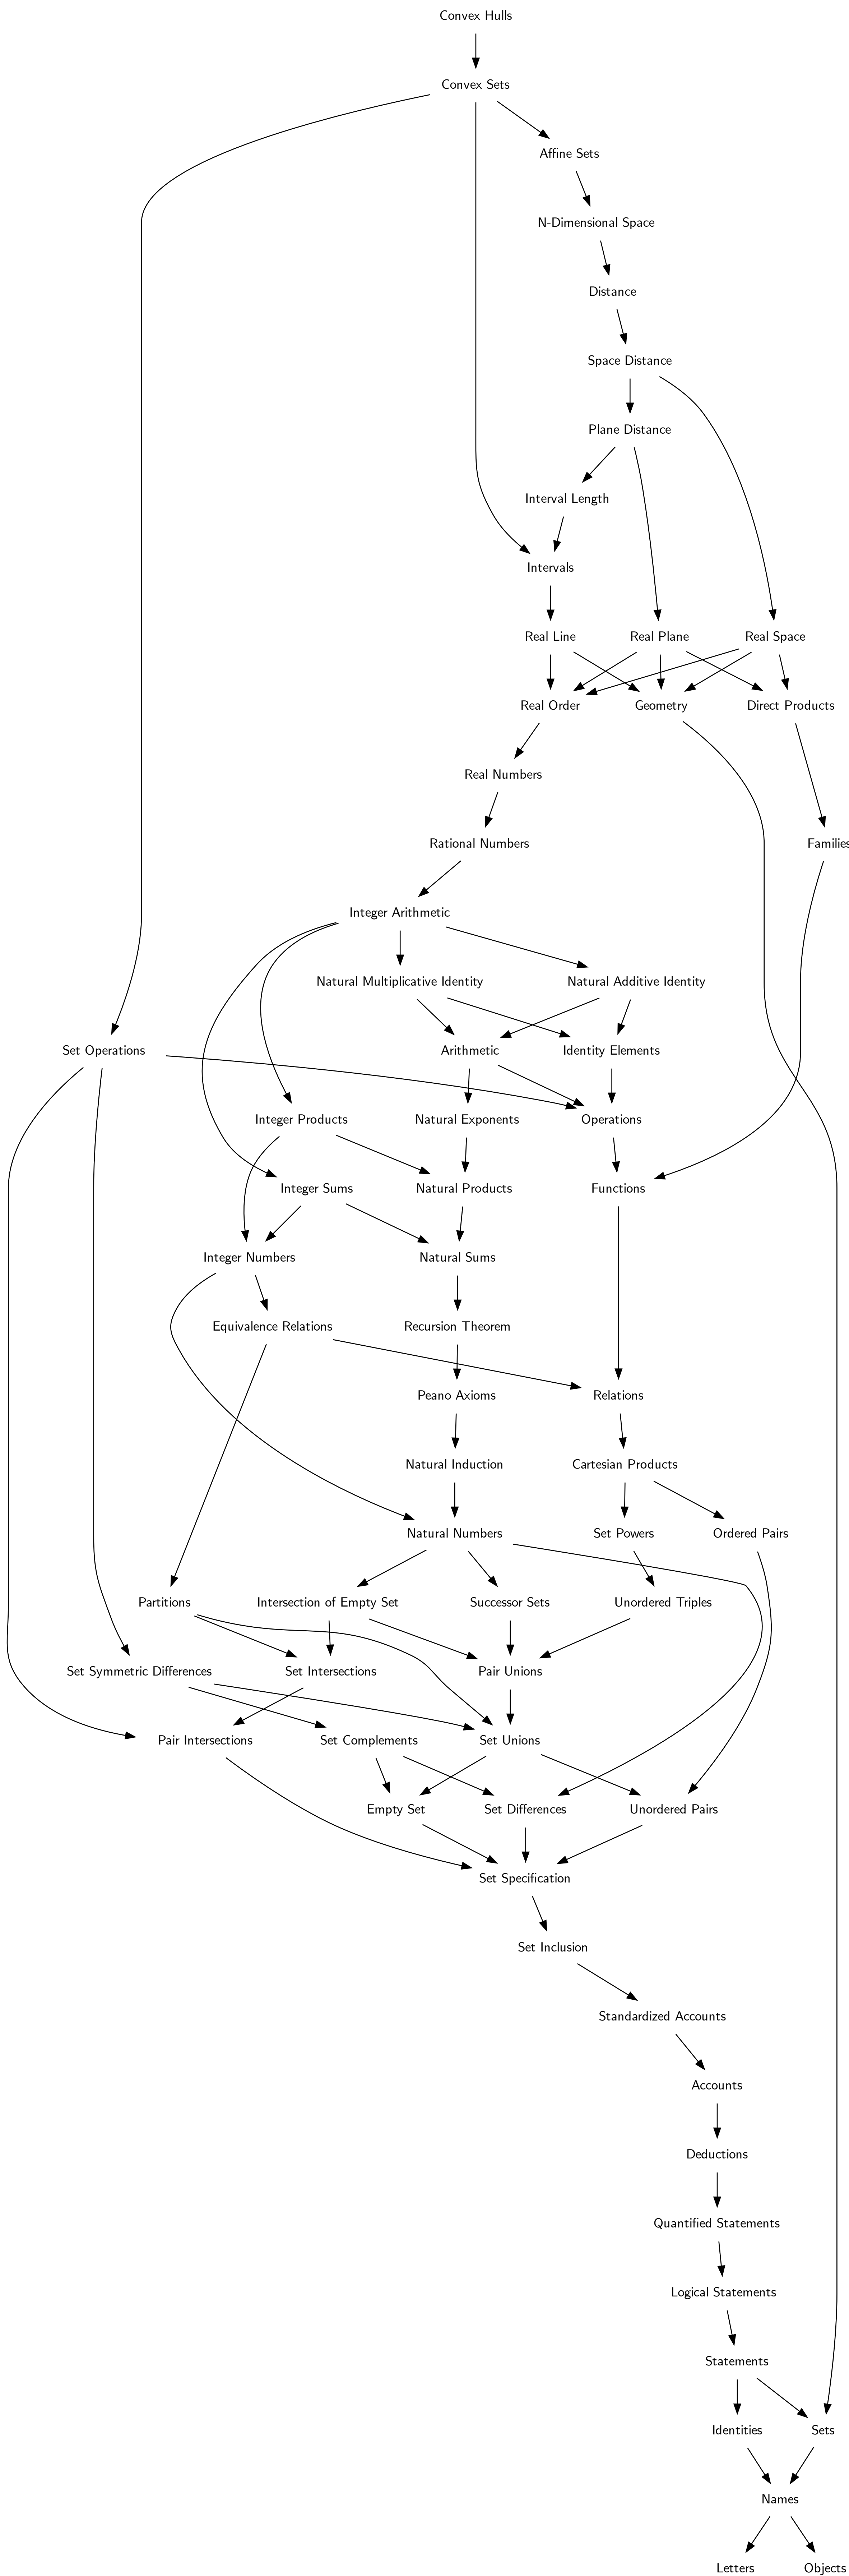 Convex Hulls
Convex Sets
Affine Sets
N-Dimensional Space
Distance
Space Distance
Plane Distance
Interval Length
Intervals
Real Line
Real Plane
Real Space
Real Order
Geometry
Direct Products
Real Numbers
Rational Numbers
Families
Integer Arithmetic
Natural Multiplicative Identity
Natural Additive Identity
Set Operations
Arithmetic
Identity Elements
Integer Products
Natural Exponents
Operations
Integer Sums
Natural Products
Functions
Integer Numbers
Natural Sums
Equivalence Relations
Recursion Theorem
Peano Axioms
Relations
Natural Induction
Cartesian Products
Natural Numbers
Set Powers
Ordered Pairs
Partitions
Intersection of Empty Set
Successor Sets
Unordered Triples
Set Symmetric Differences
Set Intersections
Pair Unions
Pair Intersections
Set Complements
Set Unions
Empty Set
Set Differences
Unordered Pairs
Set Specification
Set Inclusion
Standardized Accounts
Accounts
Deductions
Quantified Statements
Logical Statements
Statements
Identities
Sets
Names
Letters
Objects